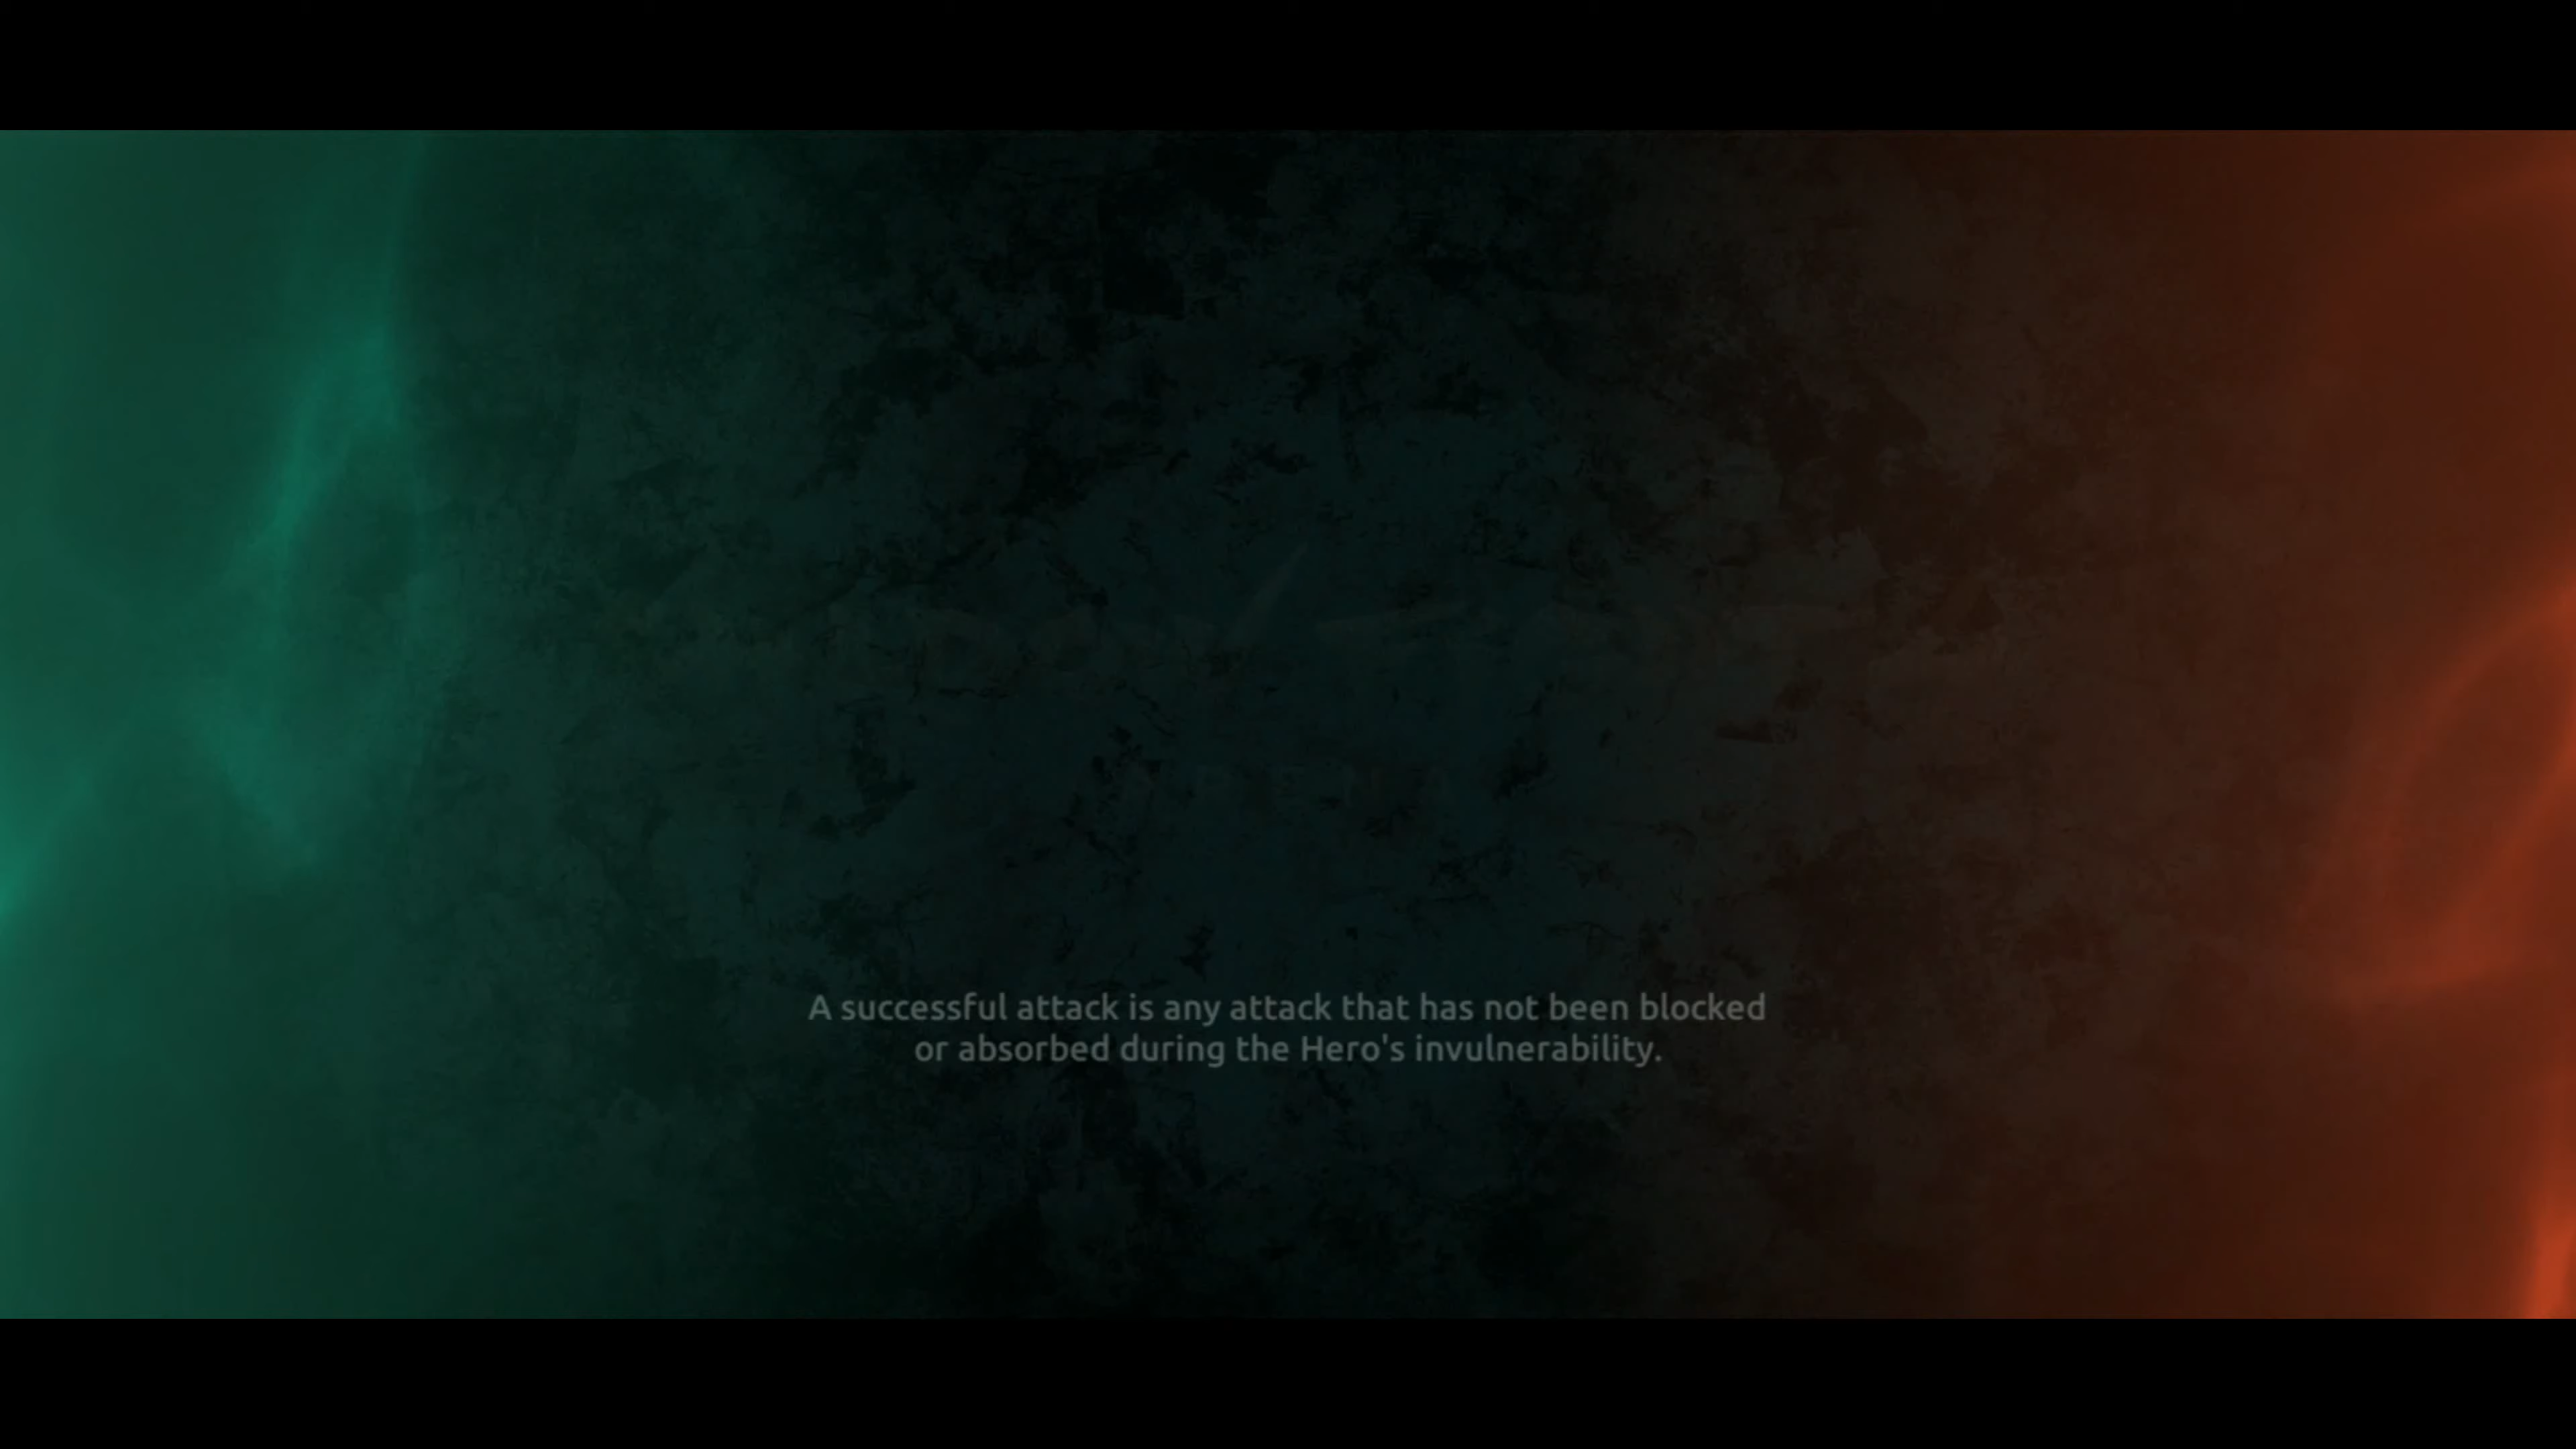 A successful attack is any attack that has not been blocked
or absorbed during the Hero's invulnerability.